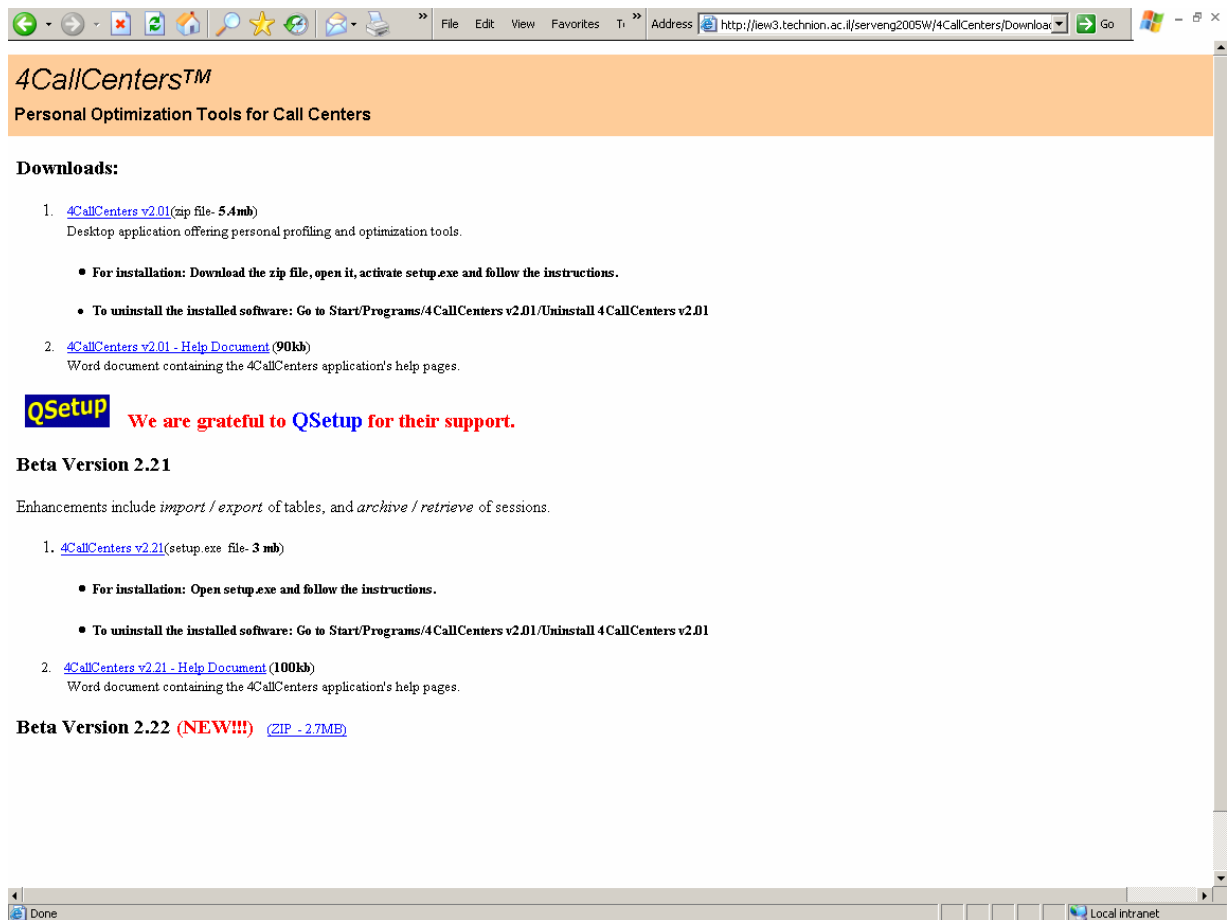 » File Edit View Favorites » Address http://iew3.technion.ac.il/serveng2005W/4CallCenters/Downloa Go
4CallCenters™
Personal Optimization Tools for Call Centers
Downloads:
1. 4CallCenters v2.01(zip file- 5.4mb)
Desktop application offering personal profiling and optimization tools.
• For installation: Download the zip file, open it, activate setup.exe and follow the instructions.
• To uninstall the installed software: Go to Start/Programs/4CallCenters v2.01/Uninstall 4CallCenters v2.01
2. 4CallCenters v2.01 - Help Document (90kb)
Word document containing the 4CallCenters application's help pages.
QSetup We are grateful to QSetup for their support.
Beta Version 2.21
Enhancements include import / export of tables, and archive / retrieve of sessions.
1. 4CallCenters v2.21(setup.exe file- 3 mb)
• For installation: Open setup.exe and follow the instructions.
• To uninstall the installed software: Go to Start/Programs/4CallCenters v2.01/Uninstall 4CallCenters v2.01
2. 4CallCenters v2.21 - Help Document (100kb)
Word document containing the 4CallCenters application's help pages.
Beta Version 2.22 (NEW!!!) (ZIP - 2.7MB)
Done Local intranet